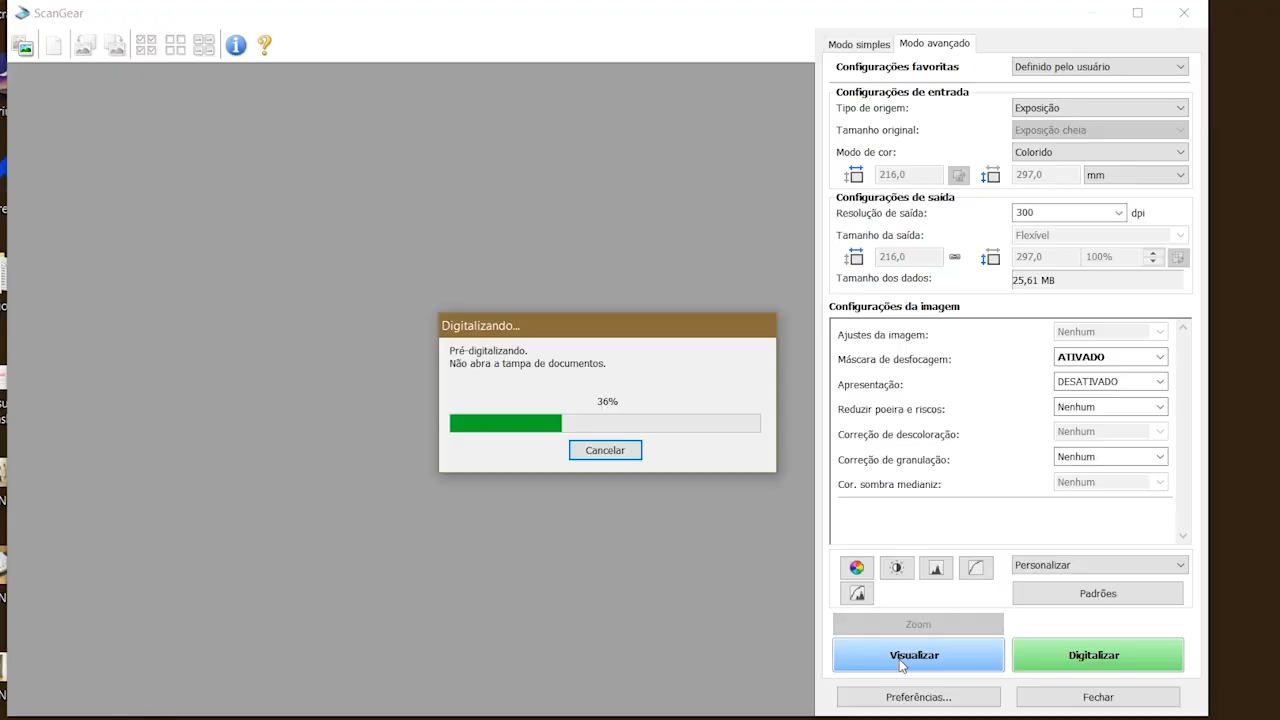 ScanGear
Modo simples
Modo avançado
Configurações favoritas
Definido pelo usuário
Configurações de entrada
Tipo de origem:
Exposição
Tamanho original:
Exposição cheia
Modo de cor:
Colorido
216,0
297,0
mm
Configurações de saída
Resolução de saída:
300
dpi
Tamanho da saída:
Flexível
216,0
297,0
100%
Tamanho dos dados:
25,61 MB
Configurações da imagem
Ajustes da imagem:
Nenhum
Máscara de desfocagem:
ATIVADO
Apresentação:
DESATIVADO
Reduzir poeira e riscos:
Nenhum
Correção de descoloração:
Nenhum
Correção de granulação:
Nenhum
Cor. sombra medianiz:
Nenhum
Digitalizando...
Pré-digitalizando.
Não abra a tampa de documentos.
36%
Cancelar
Personalizar
Padrões
Zoom
Visualizar
Digitalizar
Preferências...
Fechar